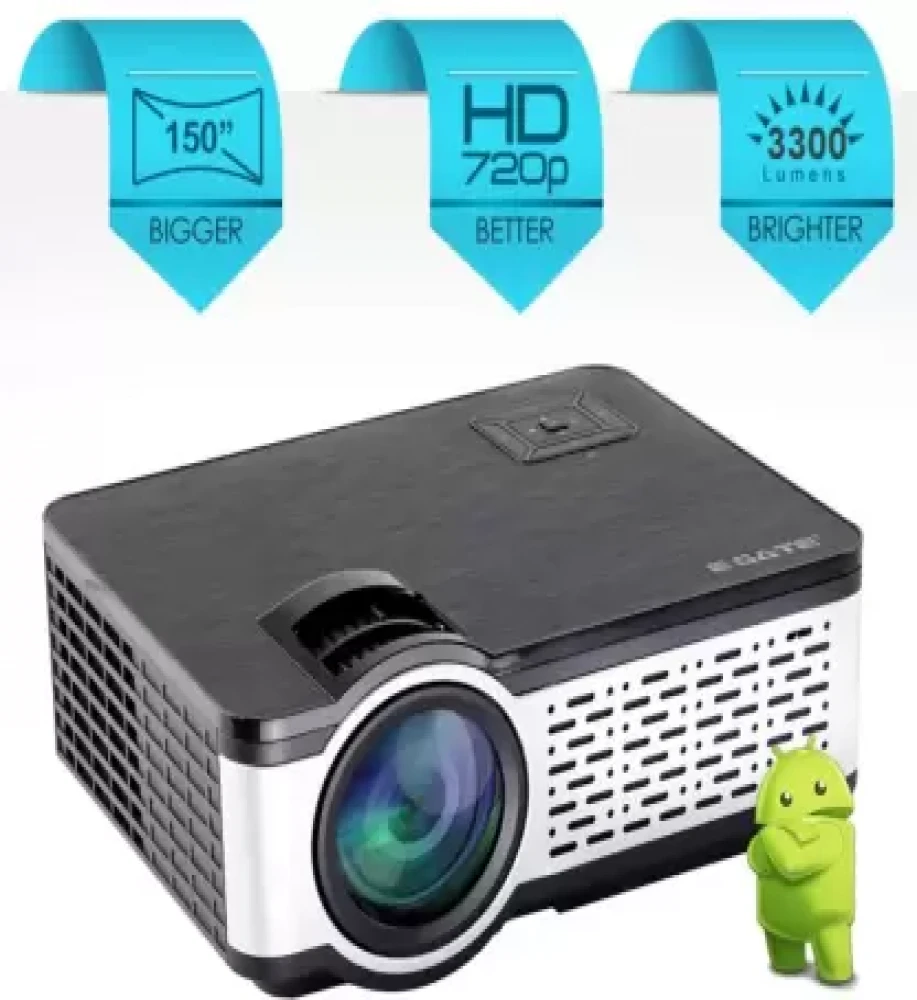 150”
BIGGER
HD
720p
BETTER
3300
Lumens
BRIGHTER
EGATE